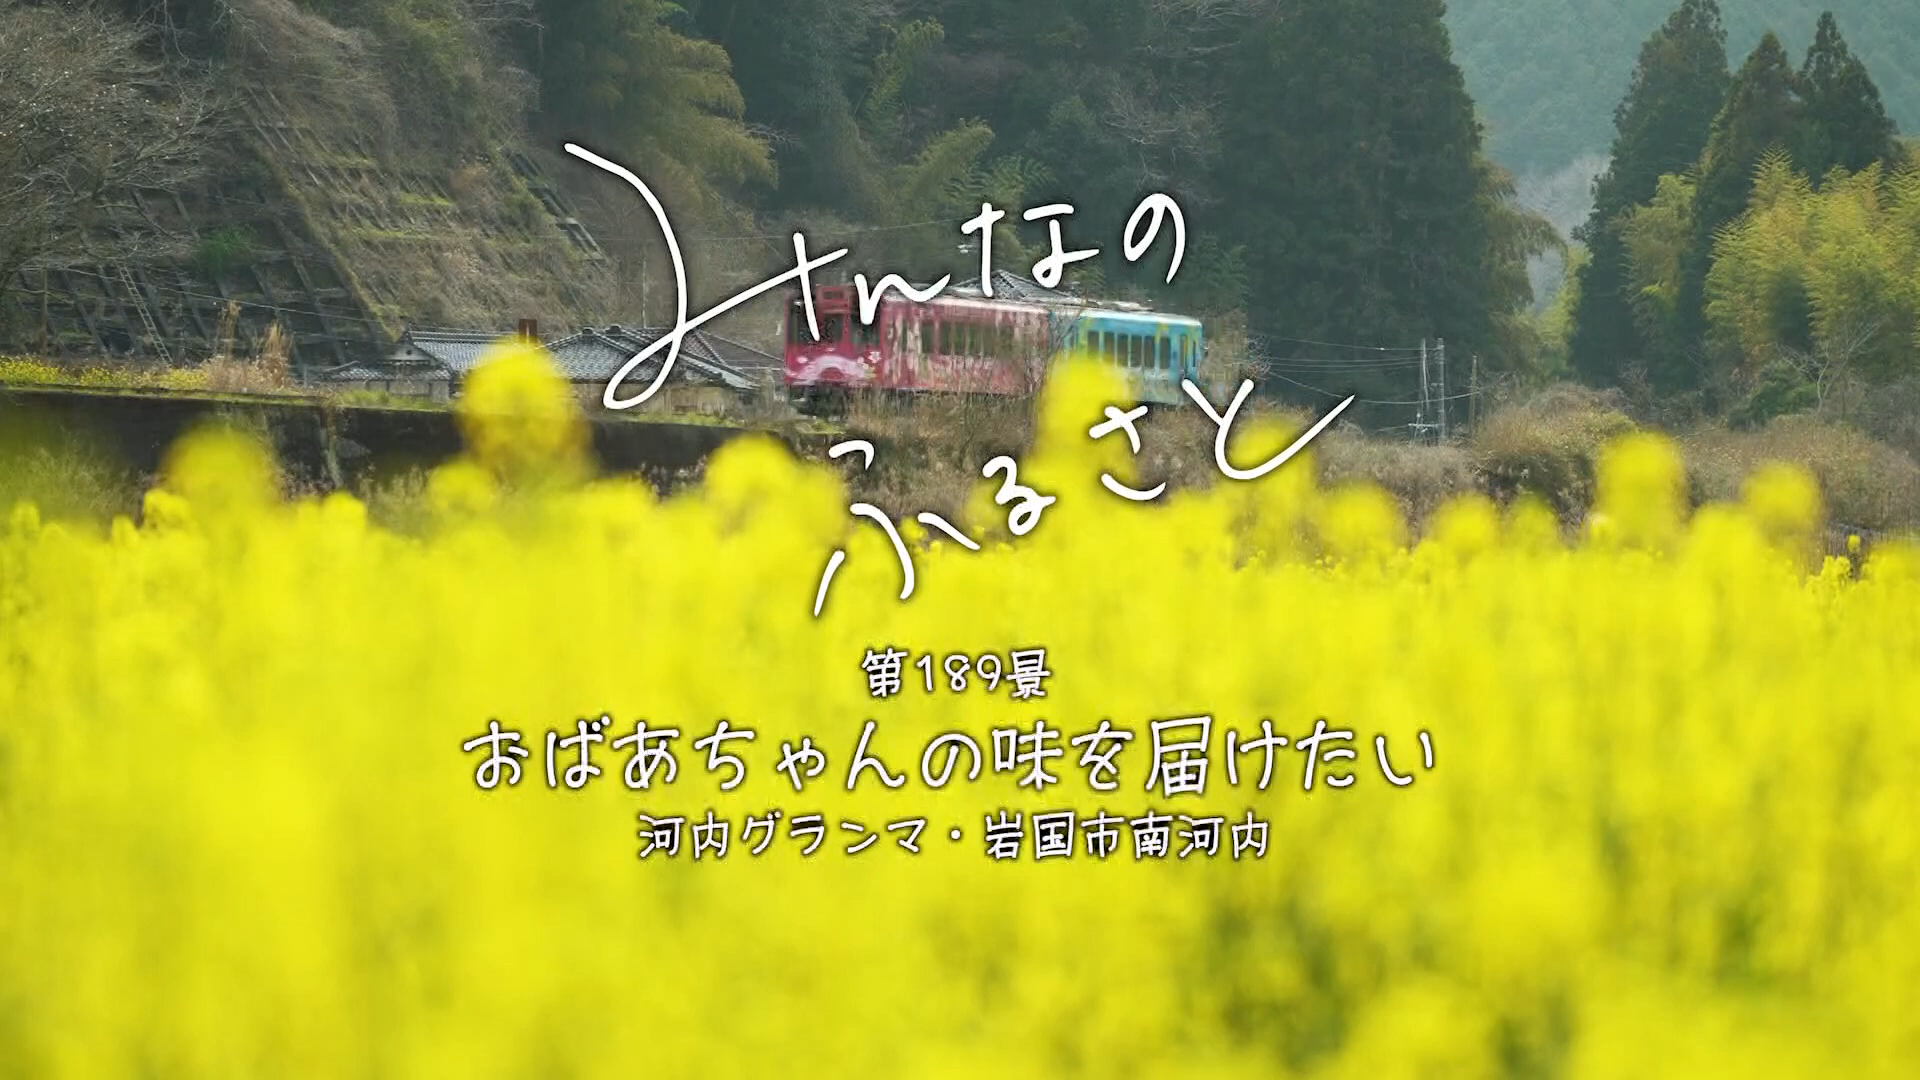 みんなの
ふるさと
第189景
おばあちゃんの味を届けたい
河内グランマ・岩国市南河内